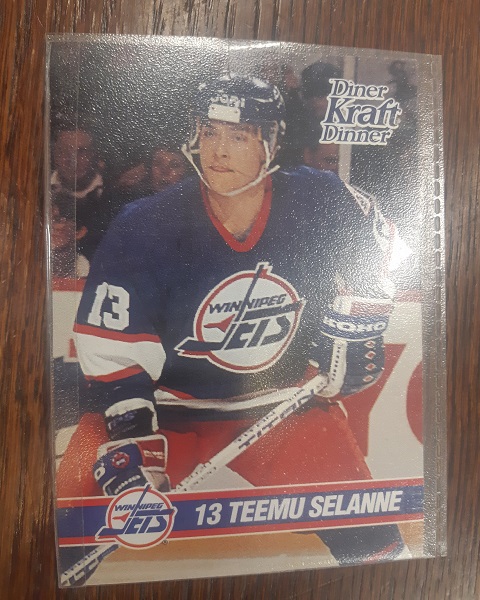 Diner
Kraft
Dinner
13
WINNIPEG
JETS
KOHO
WINNIPEG
JETS
13 TEEMU SELANNE